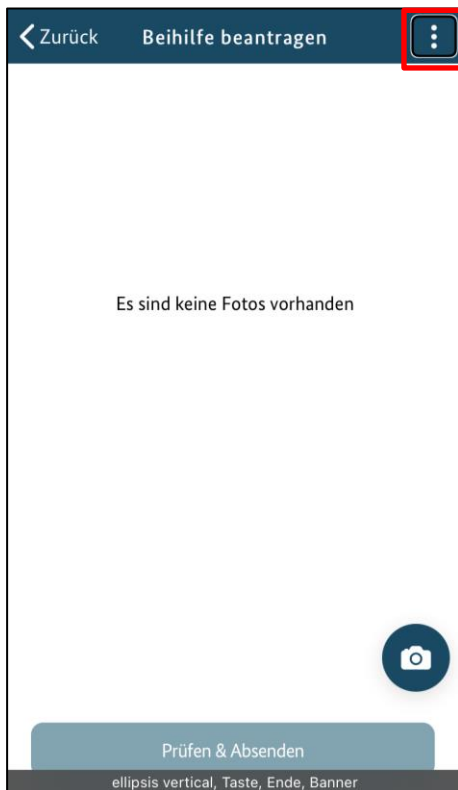 Zurück Beihilfe beantragen
Es sind keine Fotos vorhanden
Prüfen & Absenden
ellipsis vertical, Taste, Ende, Banner